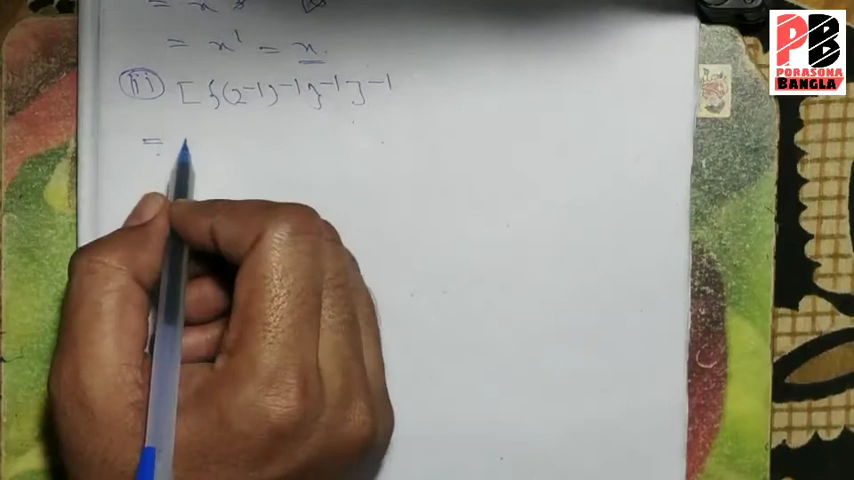 = x¹ = x.
(ii) [{(2⁻¹)⁻¹}⁻¹]⁻¹
=
PB
PORASONA
BANGLA